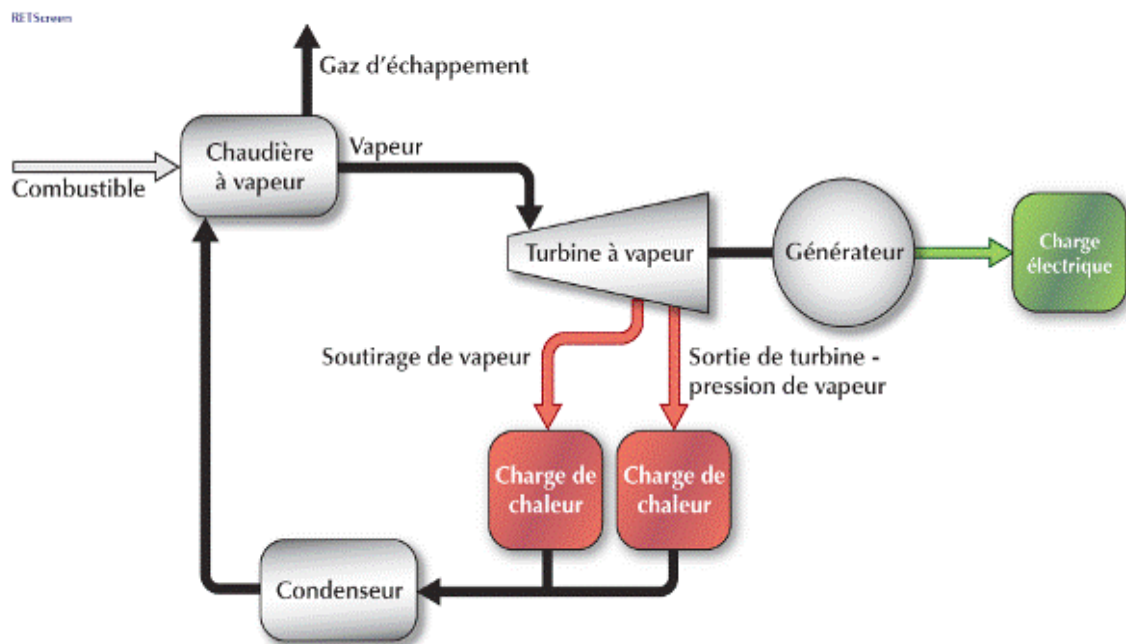 RETScreen
Gaz d'échappement
Chaudière
à vapeur
Vapeur
Combustible
Turbine à vapeur
Générateur
Charge
électrique
Soutirage de vapeur
Sortie de turbine -
pression de vapeur
Charge de
chaleur
Charge de
chaleur
Condenseur